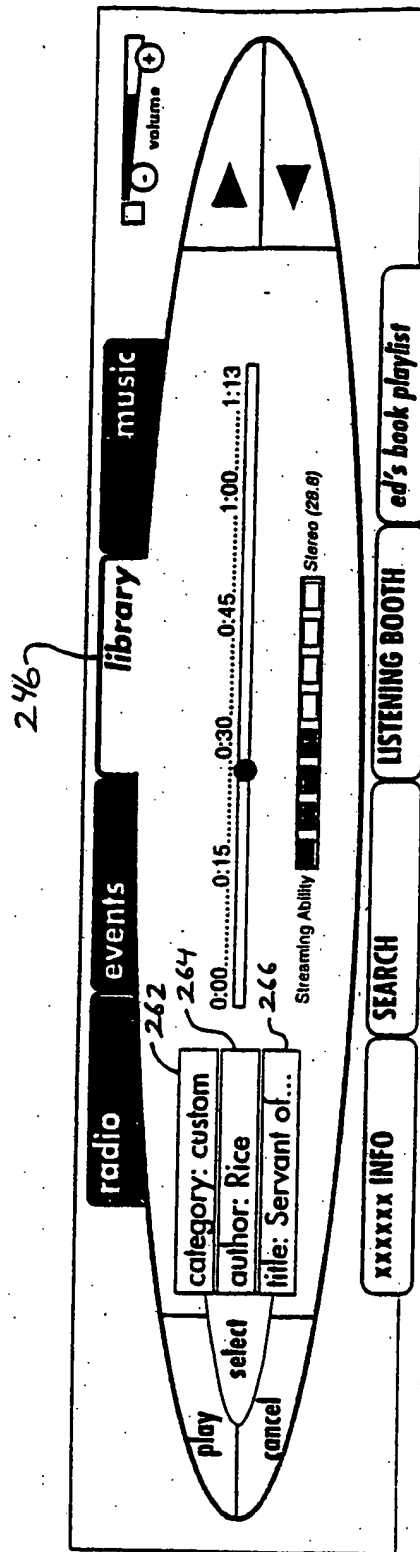 246
radio
events
library
music
- +
volume
262
264
266
play
select
cancel
category: custom
author: Rice
title: Servant of...
0:00.........0:15.........0:30.........0:45.........1:00.........1:13
Streaming Ability
Stereo (28.8)
xxxxxx INFO
SEARCH
LISTENING BOOTH
ed's book playlist